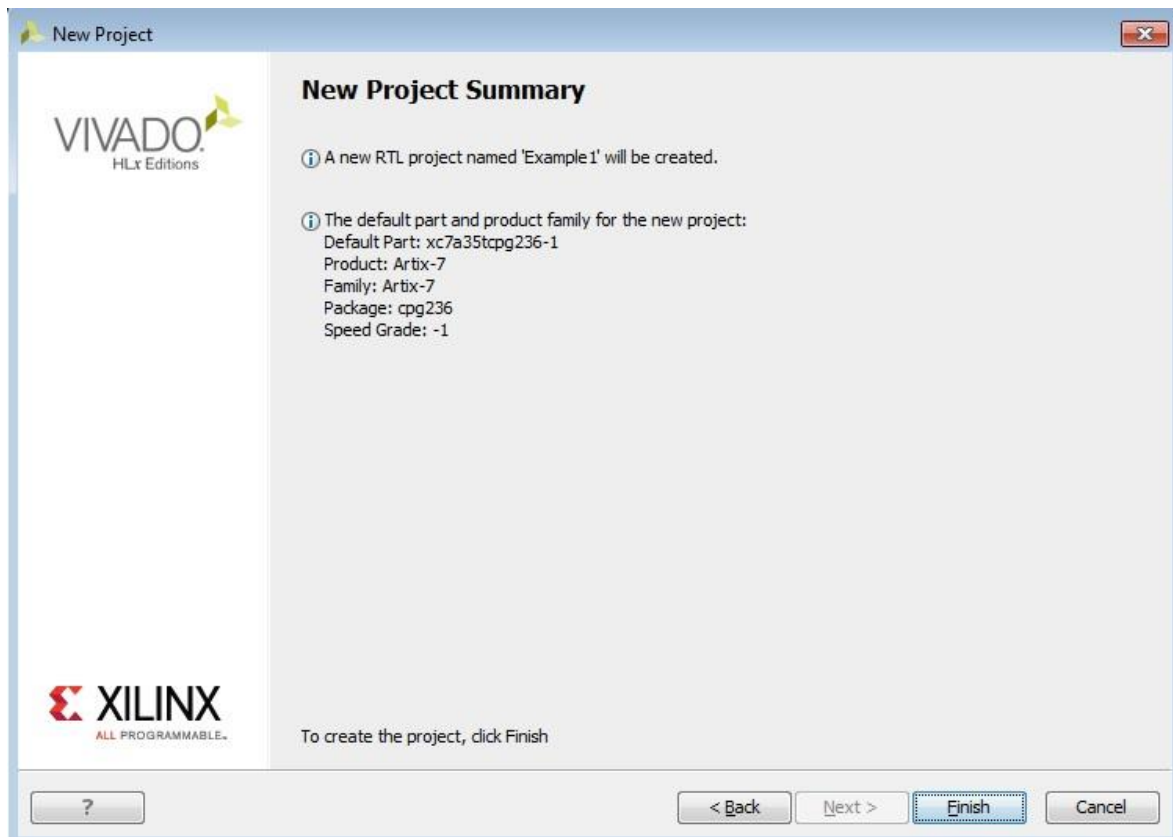 New Project
VIVADO.
HLx Editions
New Project Summary
A new RTL project named 'Example1' will be created.
The default part and product family for the new project:
Default Part: xc7a35tcpg236-1
Product: Artix-7
Family: Artix-7
Package: cpg236
Speed Grade: -1
XILINX
ALL PROGRAMMABLE™
To create the project, click Finish
? < Back Next > Finish Cancel